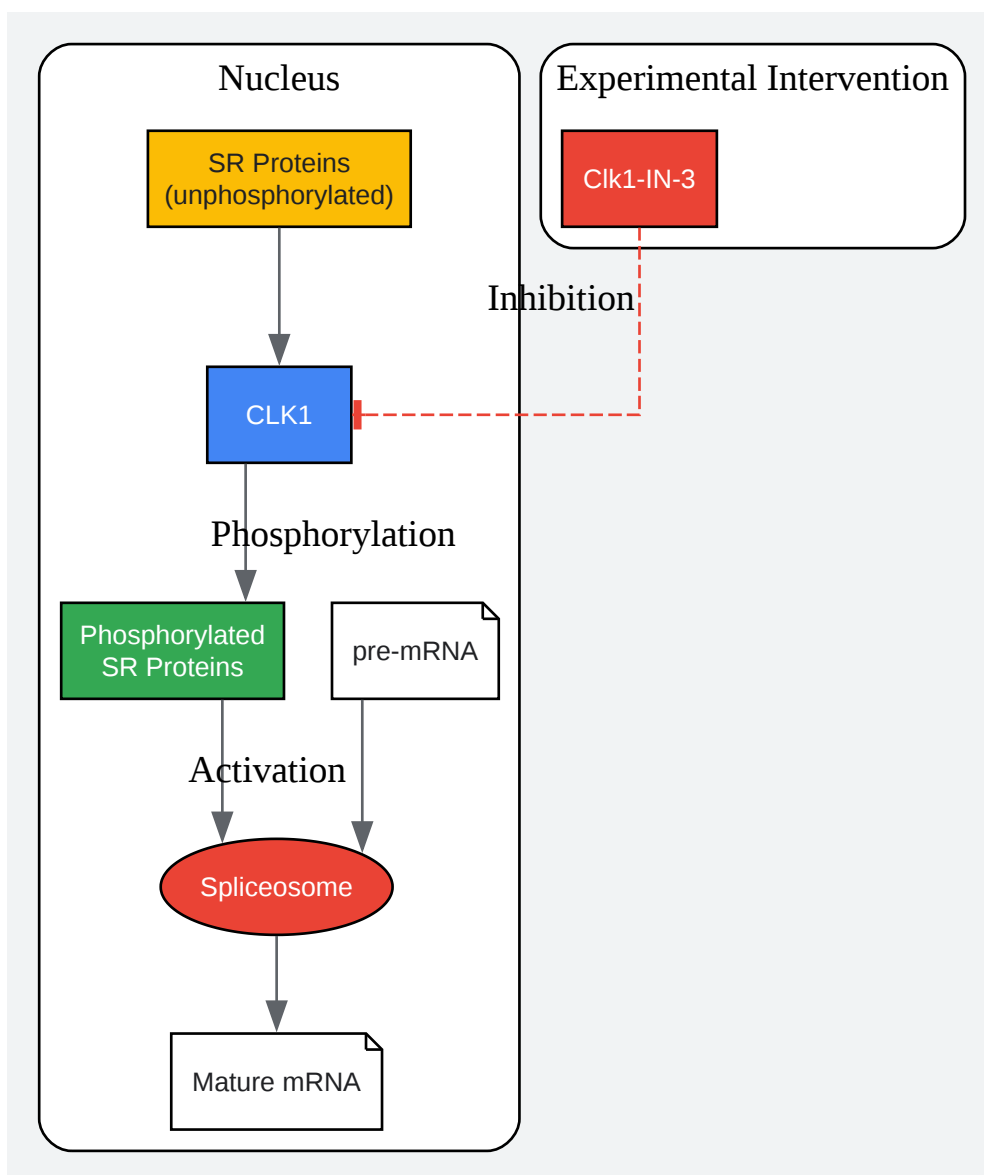 Nucleus
Experimental Intervention
SR Proteins
(unphosphorylated)
Clk1-IN-3
Inhibition
CLK1
Phosphorylation
Phosphorylated
SR Proteins
pre-mRNA
Activation
Spliceosome
Mature mRNA